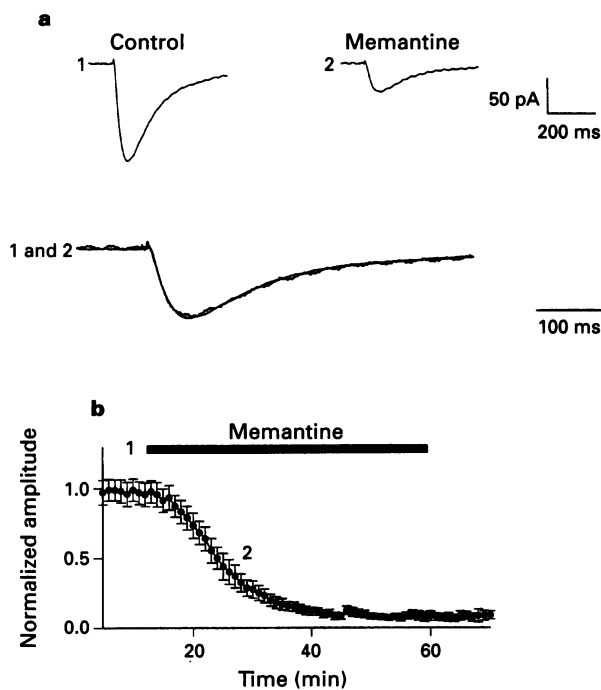 a
Control
Memantine
1
2
50 pA
200 ms
1 and 2
100 ms
b
Memantine
1
2
Normalized amplitude
1.0
0.5
0.0
20
40
60
Time (min)